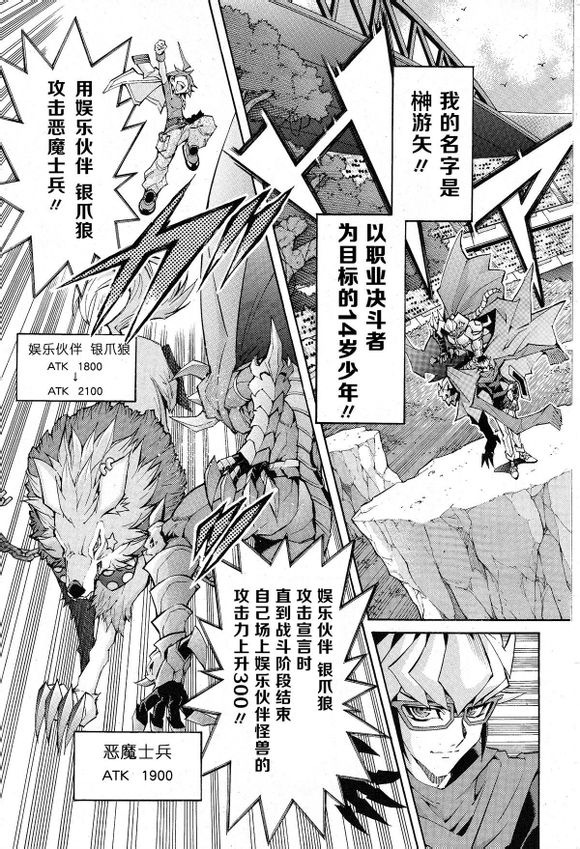 我的名字是
榊游矢!!
以职业决斗者
为目标的14岁少年!!
用娱乐伙伴 银爪狼
攻击恶魔士兵!!
娱乐伙伴 银爪狼
ATK 1800
↓
ATK 2100
娱乐伙伴 银爪狼
攻击宣言时
直到战斗阶段结束
自己场上娱乐伙伴怪兽的
攻击力上升300!!
恶魔士兵
ATK 1900